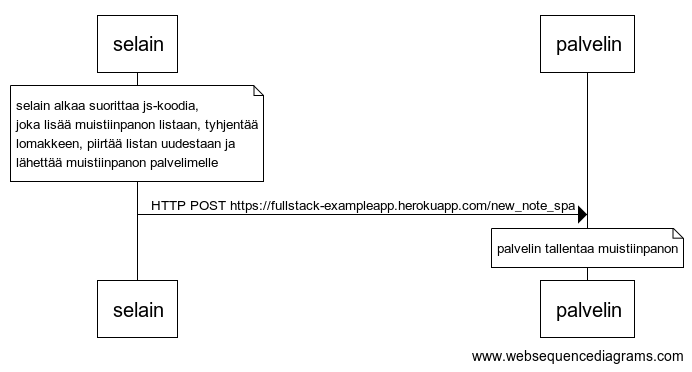 selain
palvelin
selain alkaa suorittaa js-koodia,
joka lisää muistiinpanon listaan, tyhjentää
lomakkeen, piirtää listan uudestaan ja
lähettää muistiinpanon palvelimelle
HTTP POST https://fullstack-exampleapp.herokuapp.com/new_note_spa
palvelin tallentaa muistiinpanon
selain
palvelin
www.websequencediagrams.com